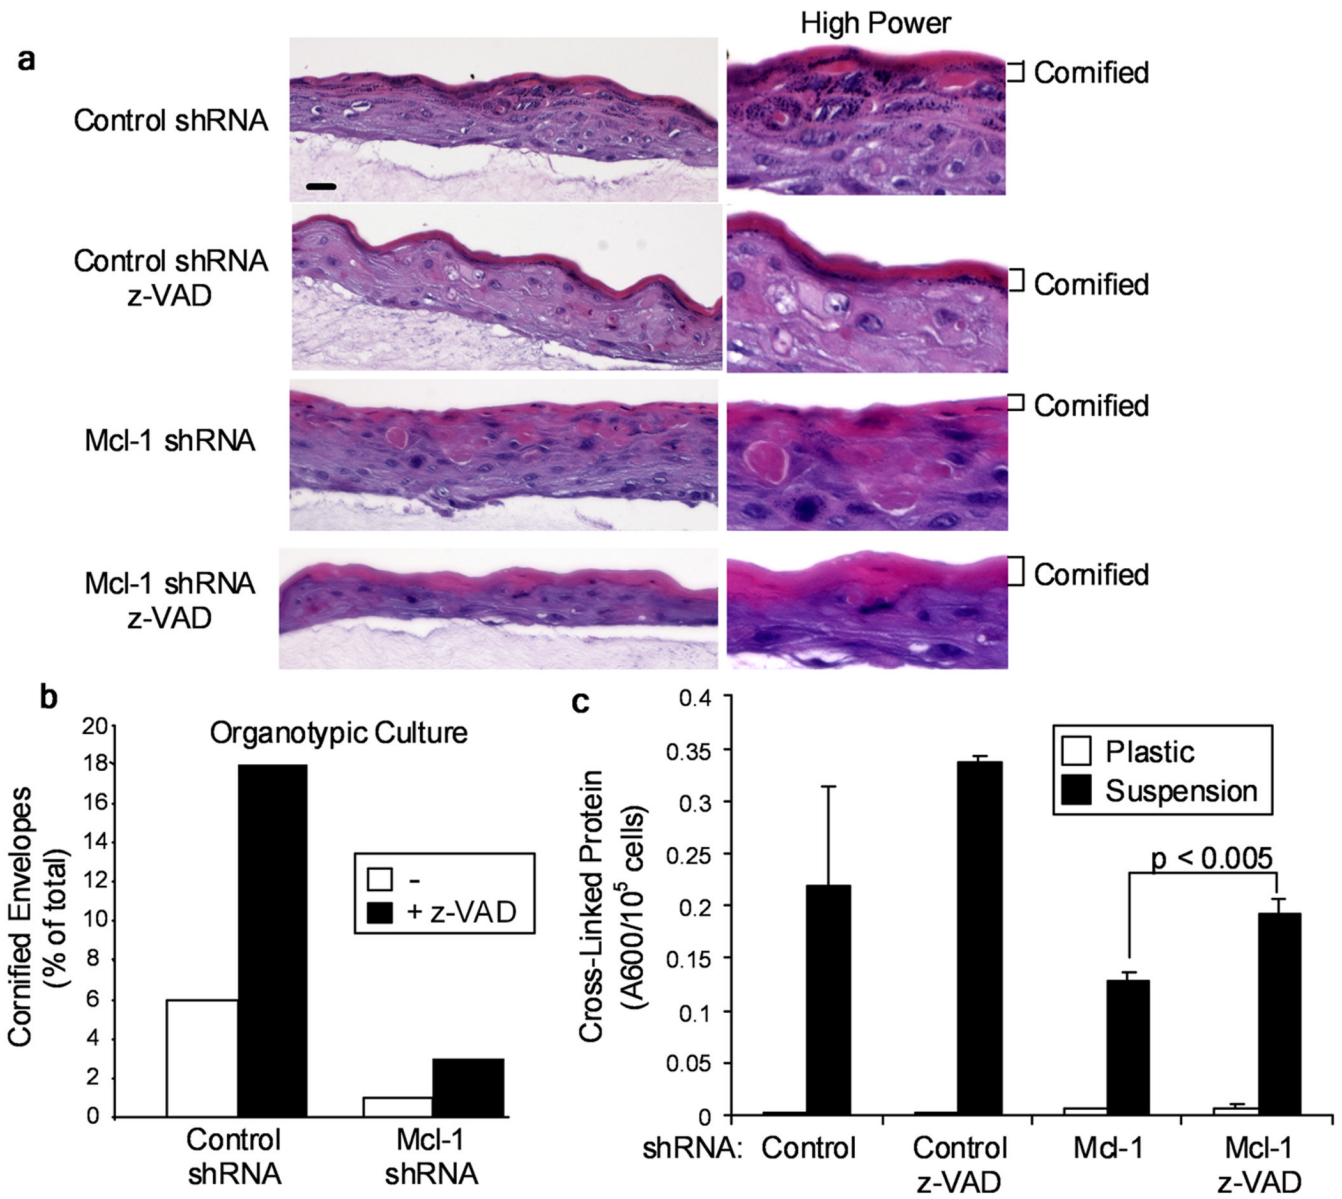 a
High Power
Control shRNA
Cornified
Control shRNA
z-VAD
Cornified
Mcl-1 shRNA
Cornified
Mcl-1 shRNA
z-VAD
Cornified
b
Organotypic Culture
Cornified Envelopes
(% of total)
20
18
16
14
12
10
8
6
4
2
0
-
+ z-VAD
Control
shRNA
Mcl-1
shRNA
c
Cross-Linked Protein
(A600/10⁵ cells)
0.4
0.35
0.3
0.25
0.2
0.15
0.1
0.05
0
Plastic
Suspension
p < 0.005
shRNA: Control
Control
z-VAD
Mcl-1
Mcl-1
z-VAD